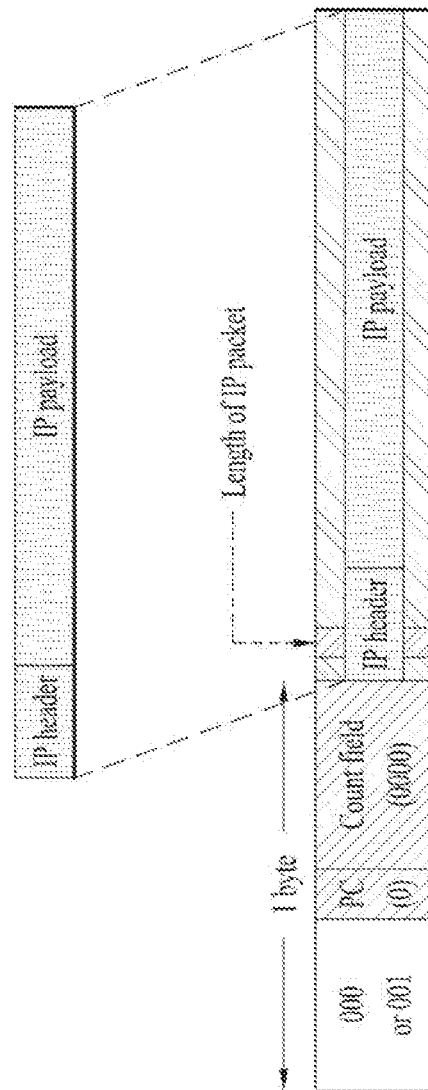 IP header
IP payload
Length of IP packet
1 byte
000
or 001
PC
(0)
Count field
(0000)
IP header
IP payload